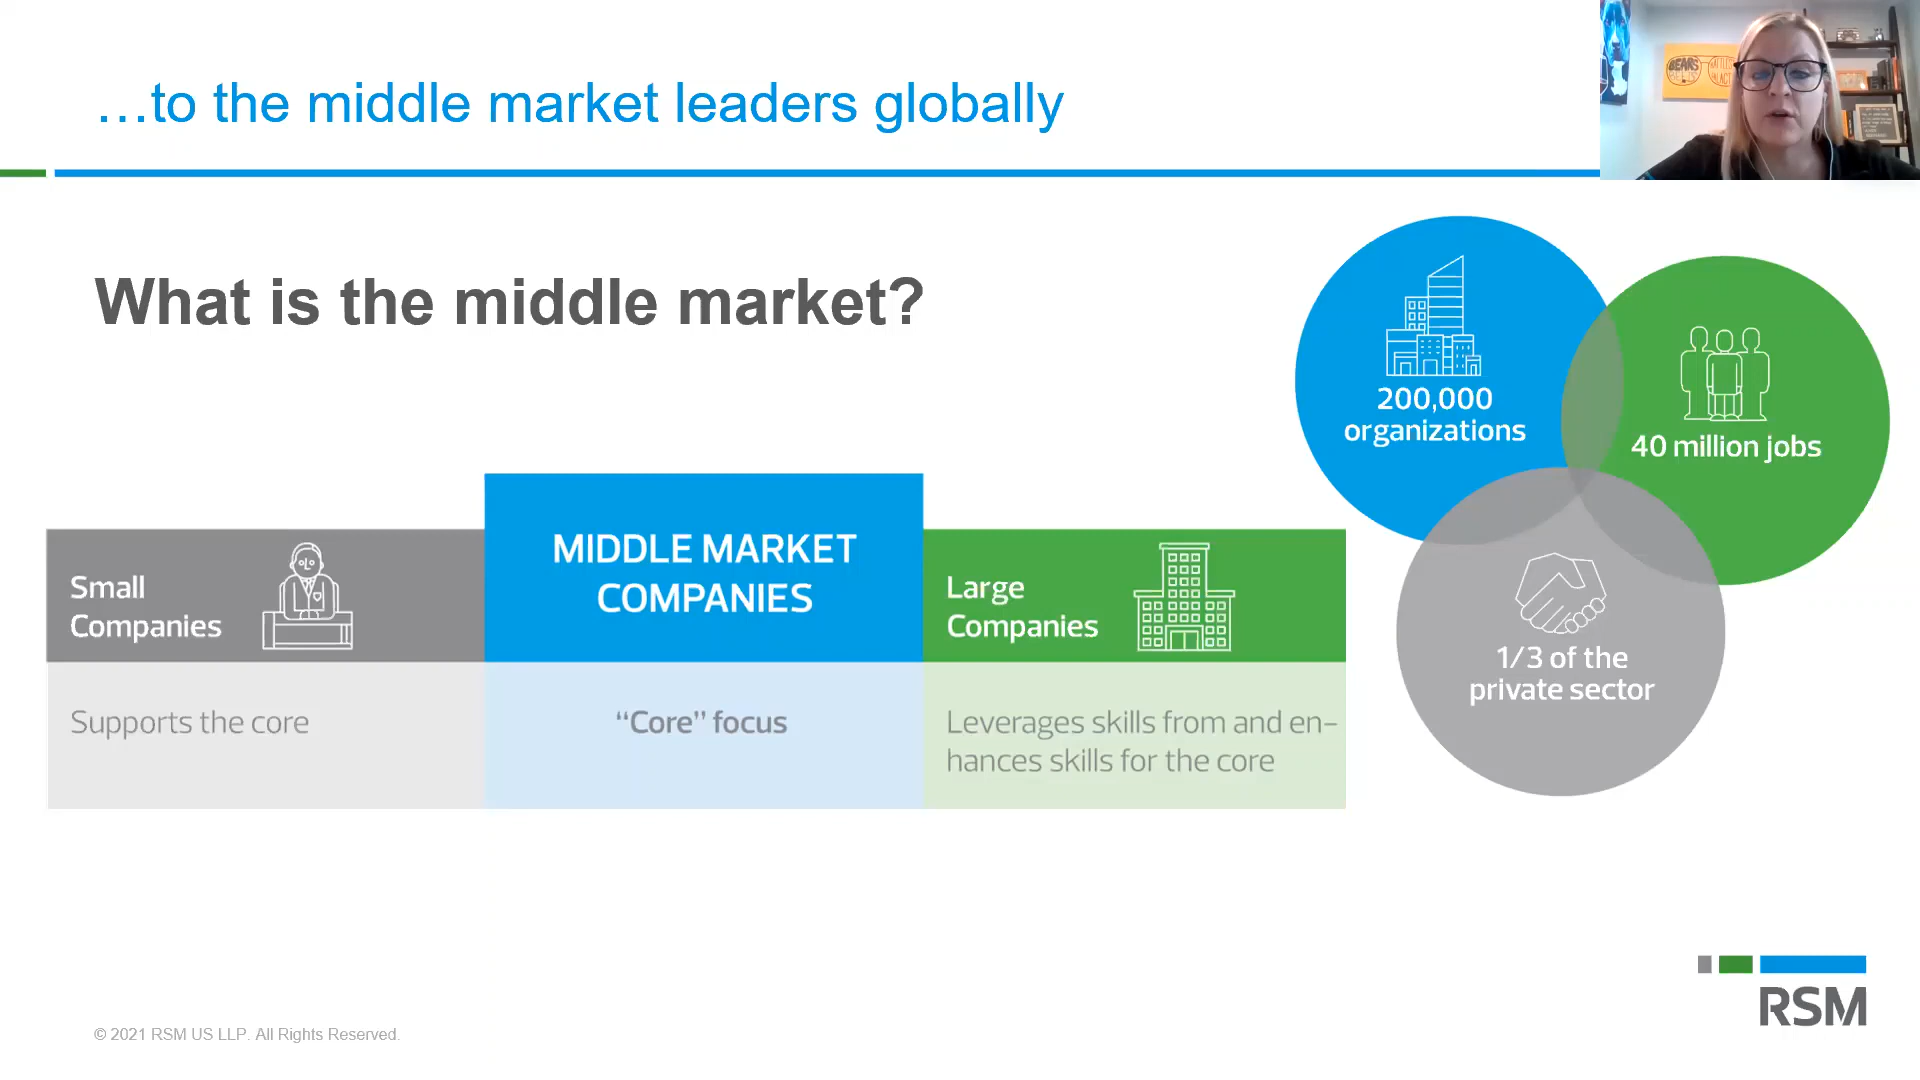 …to the middle market leaders globally
BEARS
What is the middle market?
200,000
organizations
40 million jobs
1/3 of the
private sector
Small
Companies
MIDDLE MARKET
COMPANIES
Large
Companies
Supports the core
“Core” focus
Leverages skills from and en-
hances skills for the core
RSM
© 2021 RSM US LLP. All Rights Reserved.